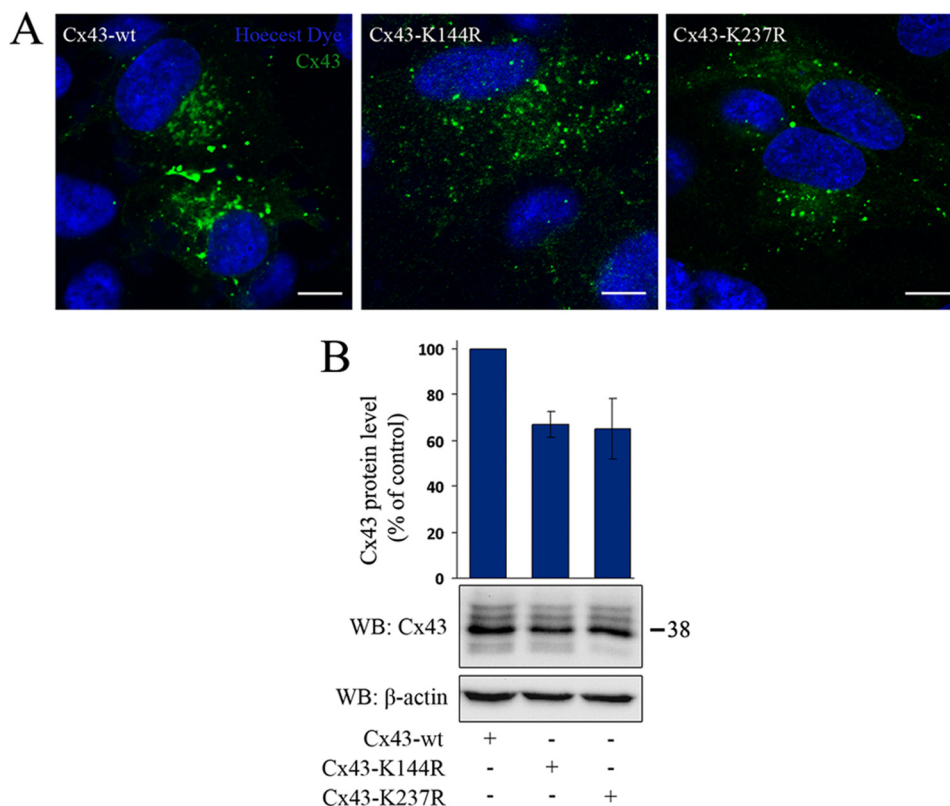 A
Cx43-wt
Hoecest Dye
Cx43
Cx43-K144R
Cx43-K237R
B
Cx43 protein level
(% of control)
100
80
60
40
20
0
WB: Cx43
–38
WB: β-actin
Cx43-wt + - -
Cx43-K144R - + -
Cx43-K237R - - +